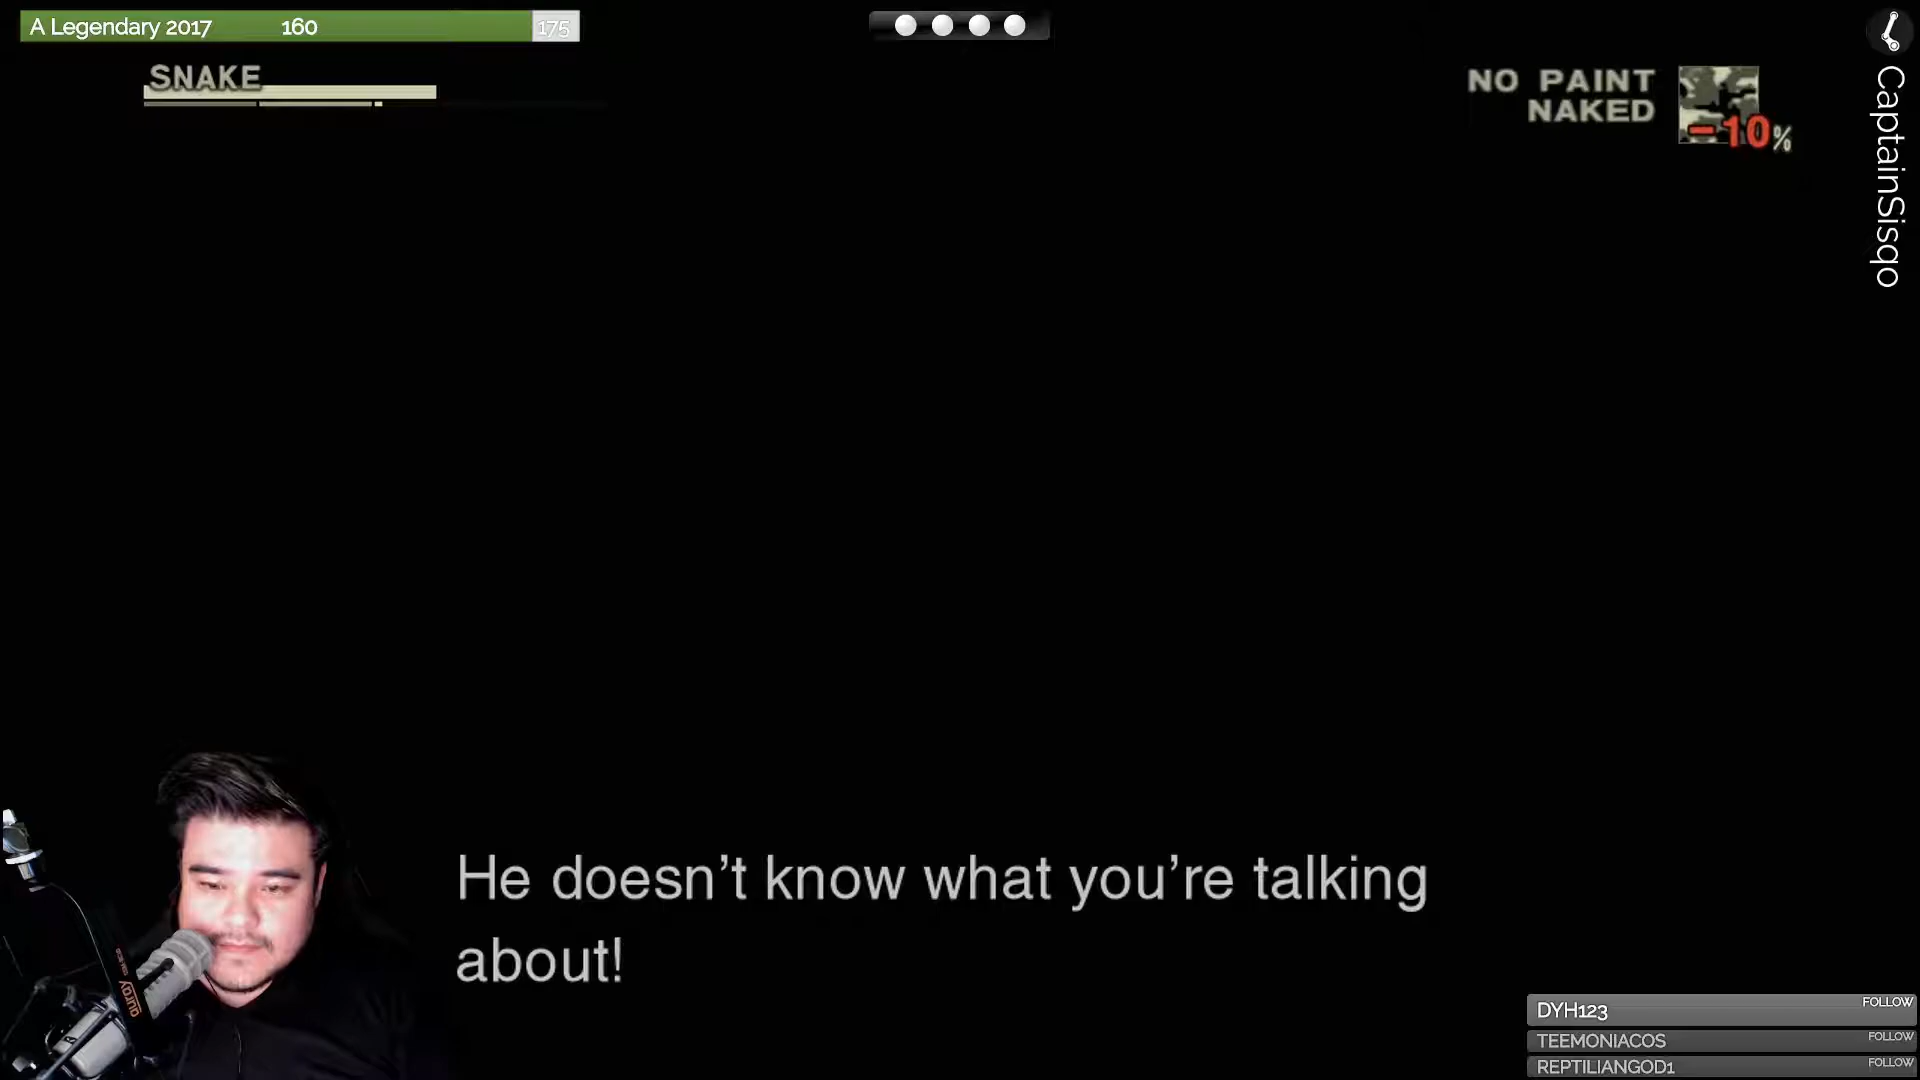 A Legendary 2017 160 175
SNAKE
NO PAINT
NAKED
-10%
CaptainSisqo
He doesn't know what you're talking
about!
DYH123 FOLLOW
TEEMONIACOS FOLLOW
REPTILIANGOD1 FOLLOW